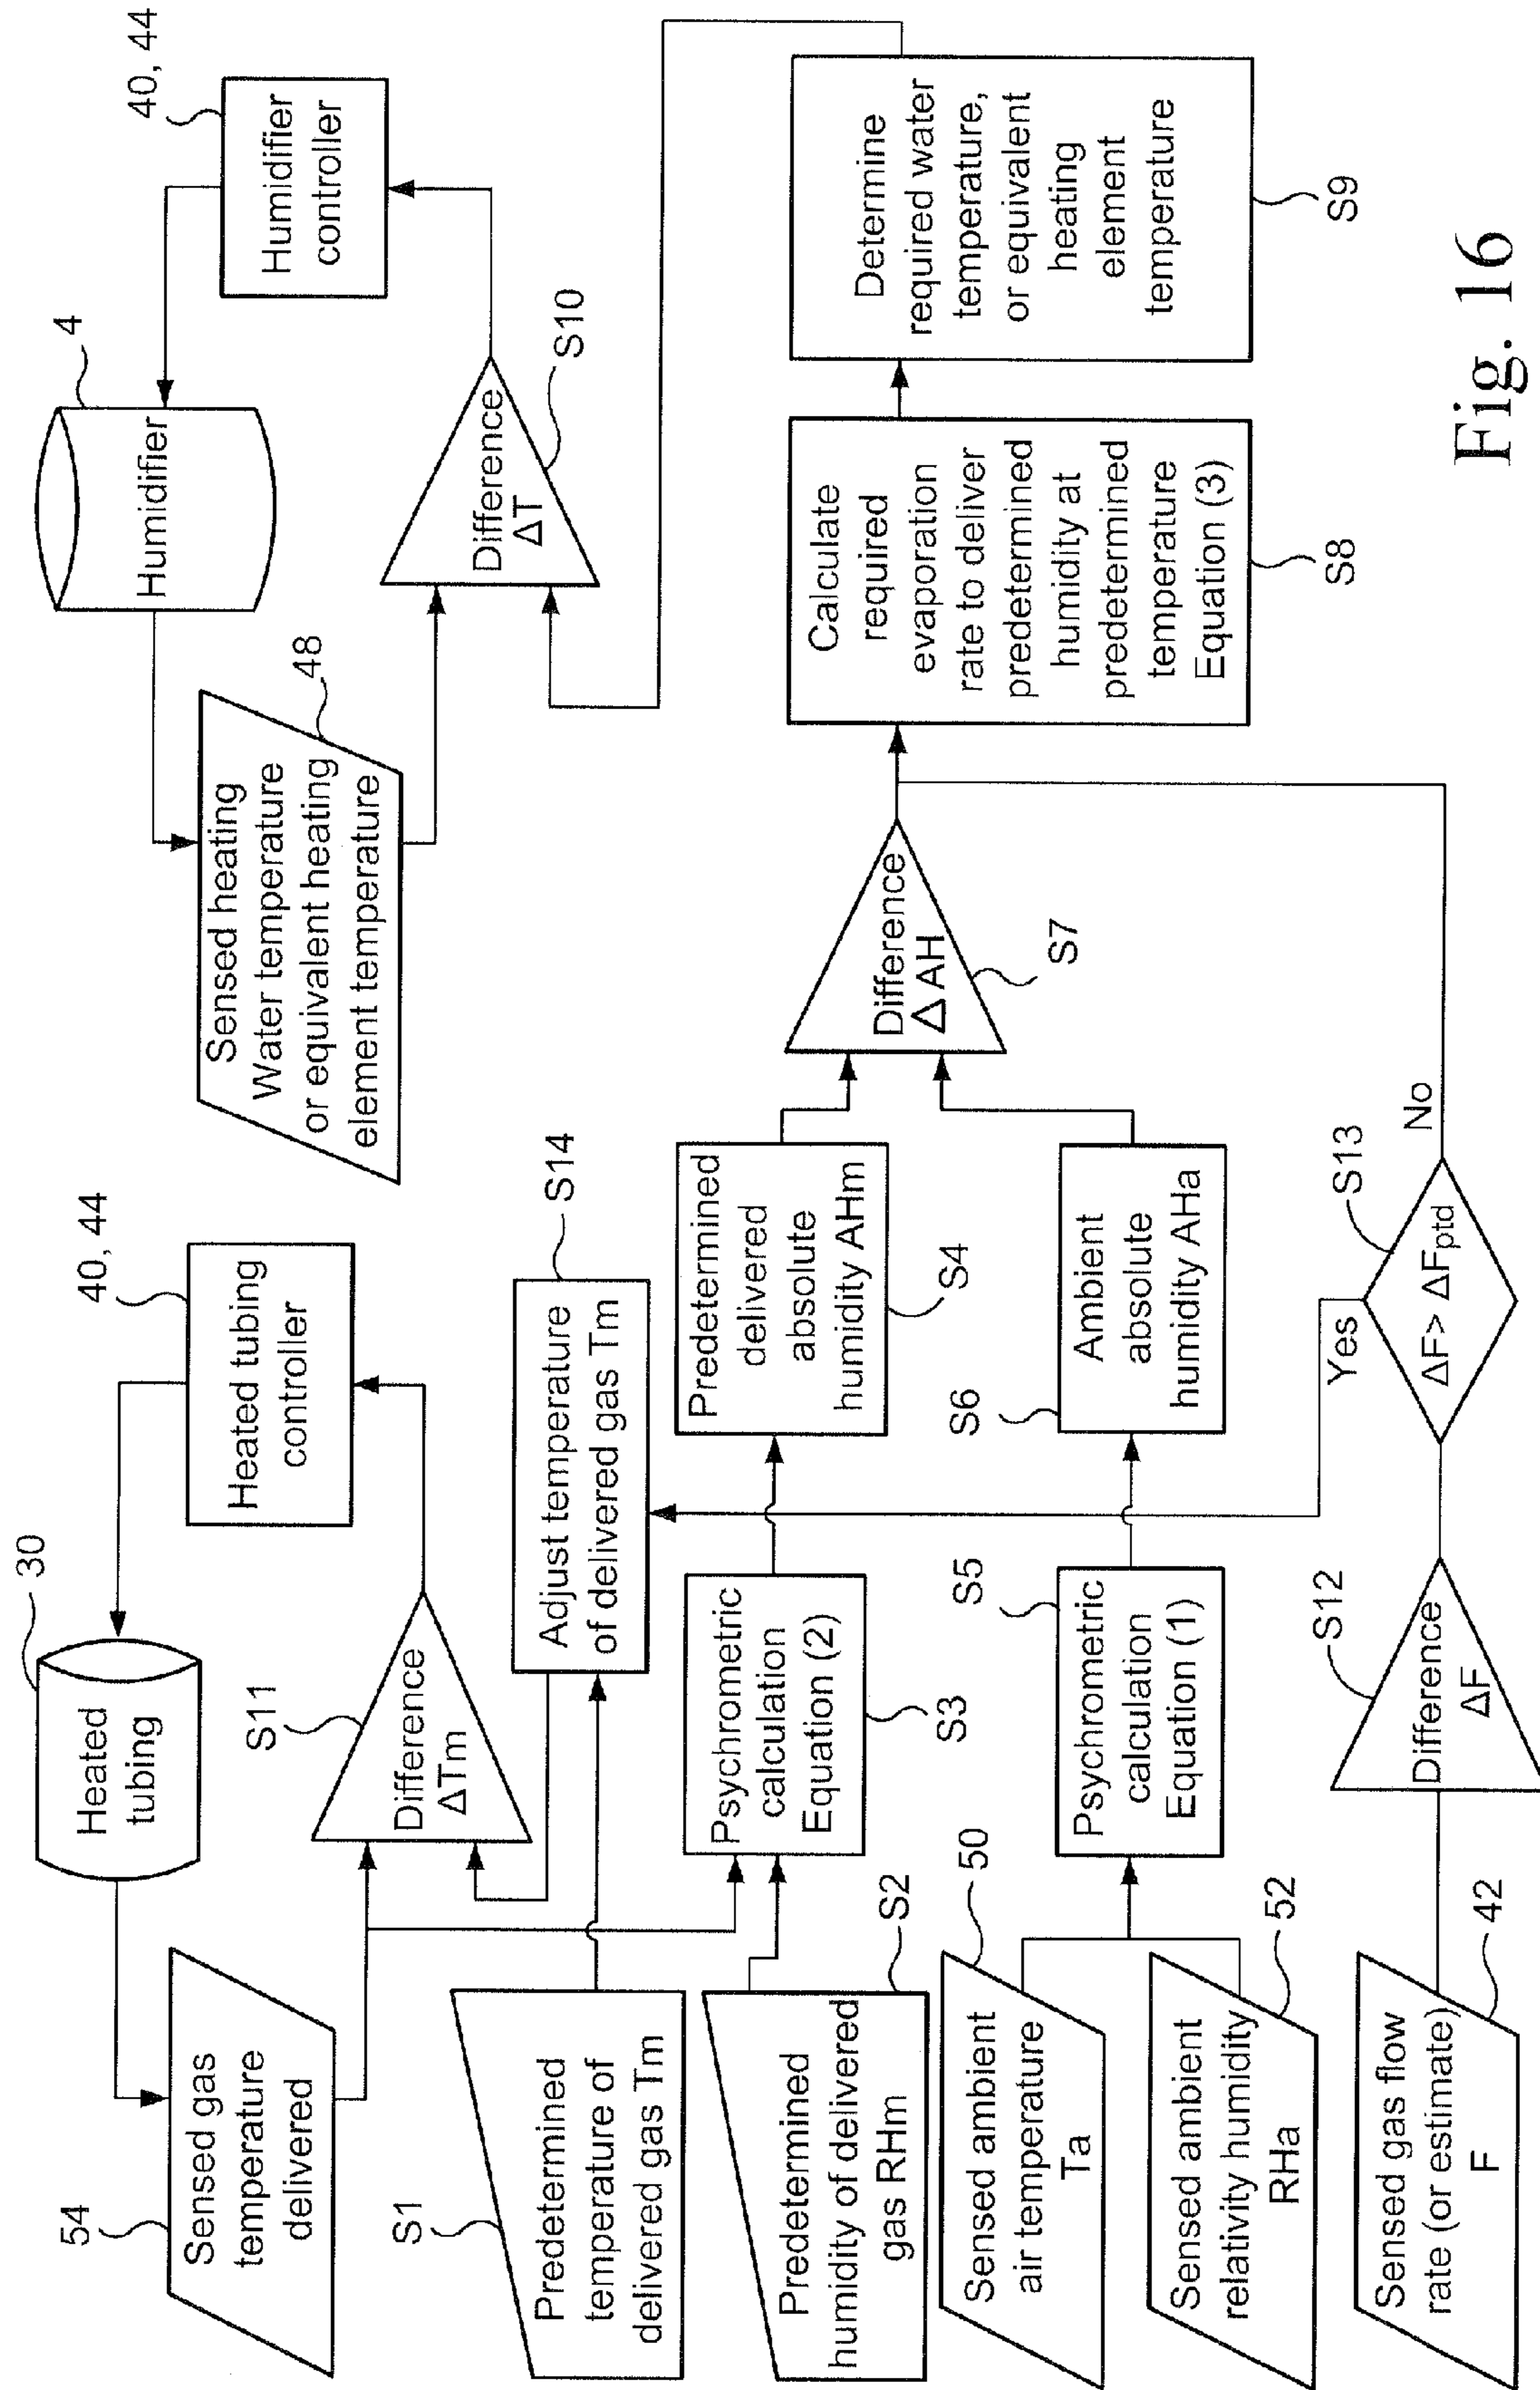 54
Sensed gas
temperature
delivered
30
Heated
tubing
40, 44
Heated tubing
controller
S11
Difference
ΔTm
S14
Adjust temperature
of delivered gas Tm
S1
Predetermined
temperature of
delivered gas Tm
Predetermined
humidity of delivered
gas RHm
S2
Psychrometric
calculation
Equation (2)
S3
Predetermined
delivered
absolute
humidity AHm
S4
Sensed ambient
air temperature
Ta
50
Sensed ambient
relativity humidity
RHa
52
S5
Psychrometric
calculation
Equation (1)
S6
Ambient
absolute
humidity AHa
Sensed gas flow
rate (or estimate)
F
42
S12
Difference
ΔF
S13
ΔF> ΔFptd
Yes
No
Difference
Δ AH
S7
Calculate
required
evaporation
rate to deliver
predetermined
humidity at
predetermined
temperature
Equation (3)
S8
Determine
required water
temperature,
or equivalent
heating
element
temperature
S9
Sensed heating
Water temperature
or equivalent heating
element temperature
48
4
Humidifier
Difference
ΔT
S10
40, 44
Humidifier
controller
Fig. 16